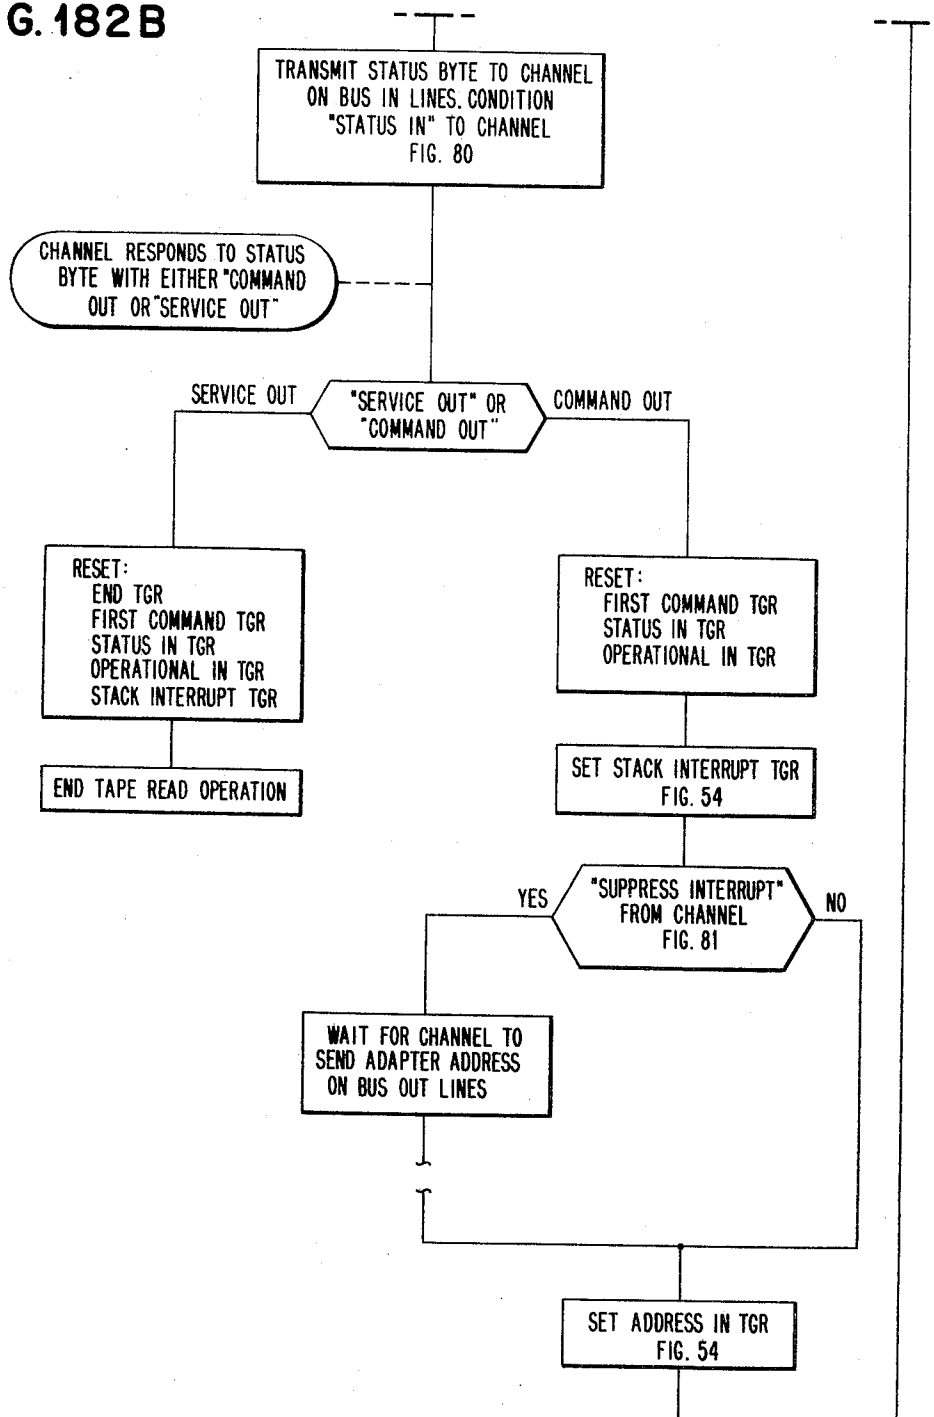 G. 182B
TRANSMIT STATUS BYTE TO CHANNEL
ON BUS IN LINES. CONDITION
"STATUS IN" TO CHANNEL
FIG. 80
CHANNEL RESPONDS TO STATUS
BYTE WITH EITHER "COMMAND
OUT OR "SERVICE OUT"
SERVICE OUT
"SERVICE OUT" OR
"COMMAND OUT"
COMMAND OUT
RESET:
END TGR
FIRST COMMAND TGR
STATUS IN TGR
OPERATIONAL IN TGR
STACK INTERRUPT TGR
END TAPE READ OPERATION
RESET:
FIRST COMMAND TGR
STATUS IN TGR
OPERATIONAL IN TGR
SET STACK INTERRUPT TGR
FIG. 54
YES
"SUPPRESS INTERRUPT"
FROM CHANNEL
FIG. 81
NO
WAIT FOR CHANNEL TO
SEND ADAPTER ADDRESS
ON BUS OUT LINES
SET ADDRESS IN TGR
FIG. 54